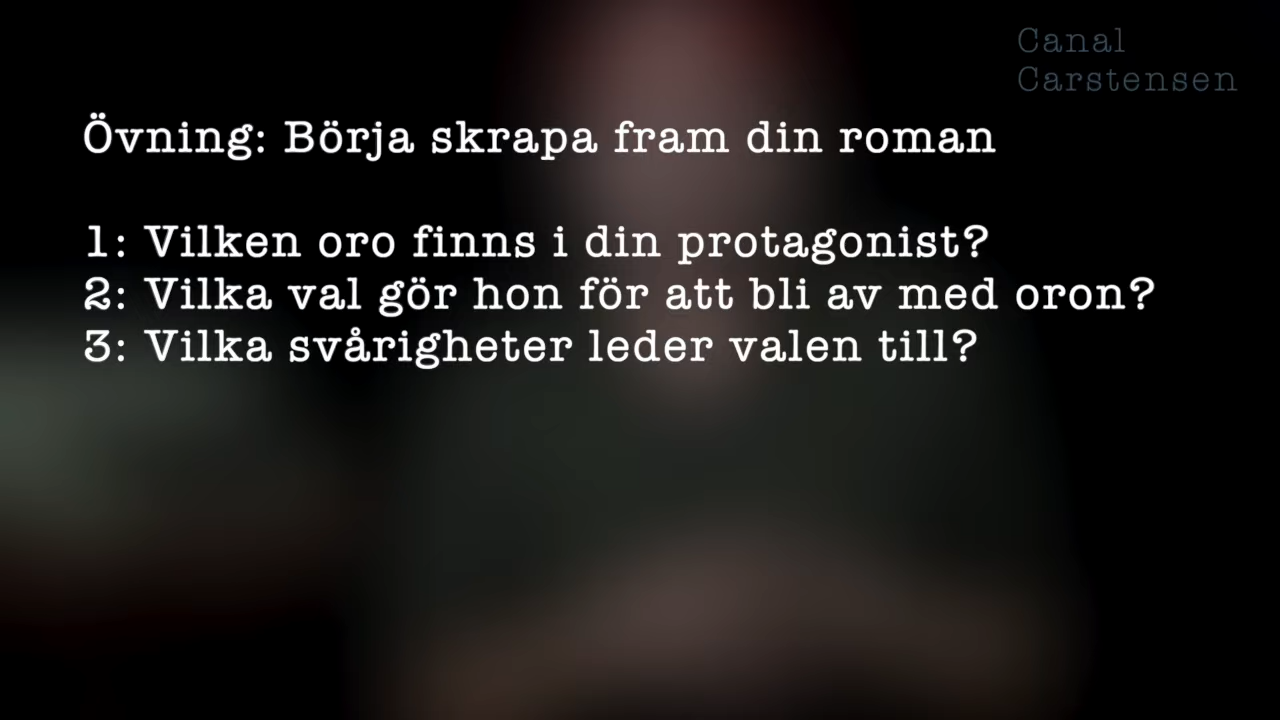 Canal
Carstensen
Övning: Börja skrapa fram din roman
1: Vilken oro finns i din protagonist?
2: Vilka val gör hon för att bli av med oron?
3: Vilka svårigheter leder valen till?